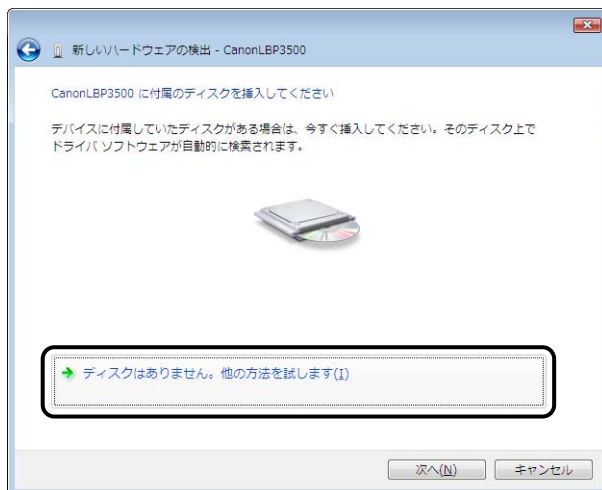 新しいハードウェアの検出 - CanonLBP3500
CanonLBP3500 に付属のディスクを挿入してください
デバイスに付属していたディスクがある場合は、今すぐ挿入してください。そのディスク上で
ドライバ ソフトウェアが自動的に検索されます。
ディスクはありません。他の方法を試します(I)
次へ(N)
キャンセル